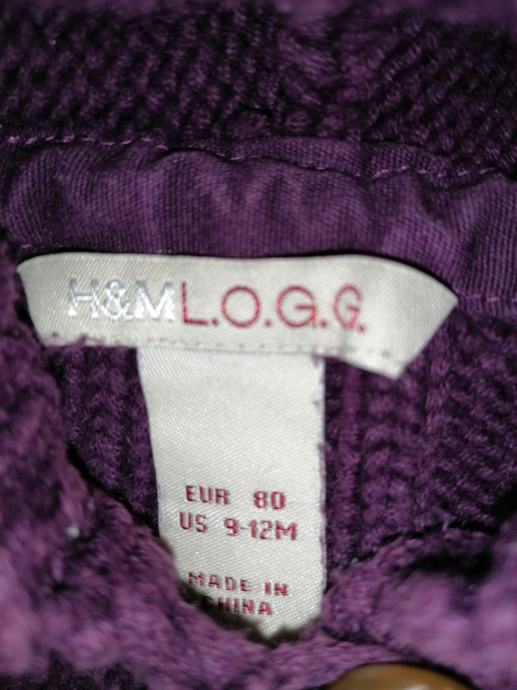 H&M L.O.G.G.
EUR 80
US 9-12M
MADE IN
CHINA